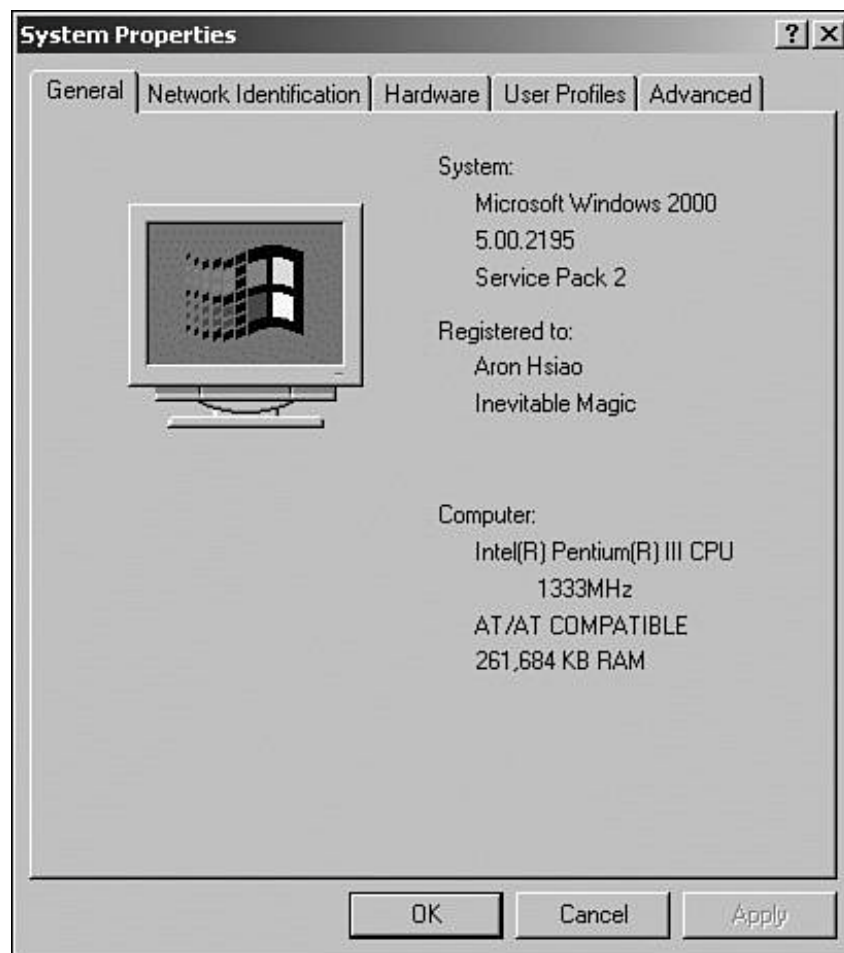 System Properties
? X
General Network Identification Hardware User Profiles Advanced
System:
Microsoft Windows 2000
5.00.2195
Service Pack 2
Registered to:
Aron Hsiao
Inevitable Magic
Computer:
Intel(R) Pentium(R) III CPU
1333MHz
AT/AT COMPATIBLE
261,684 KB RAM
OK Cancel Apply